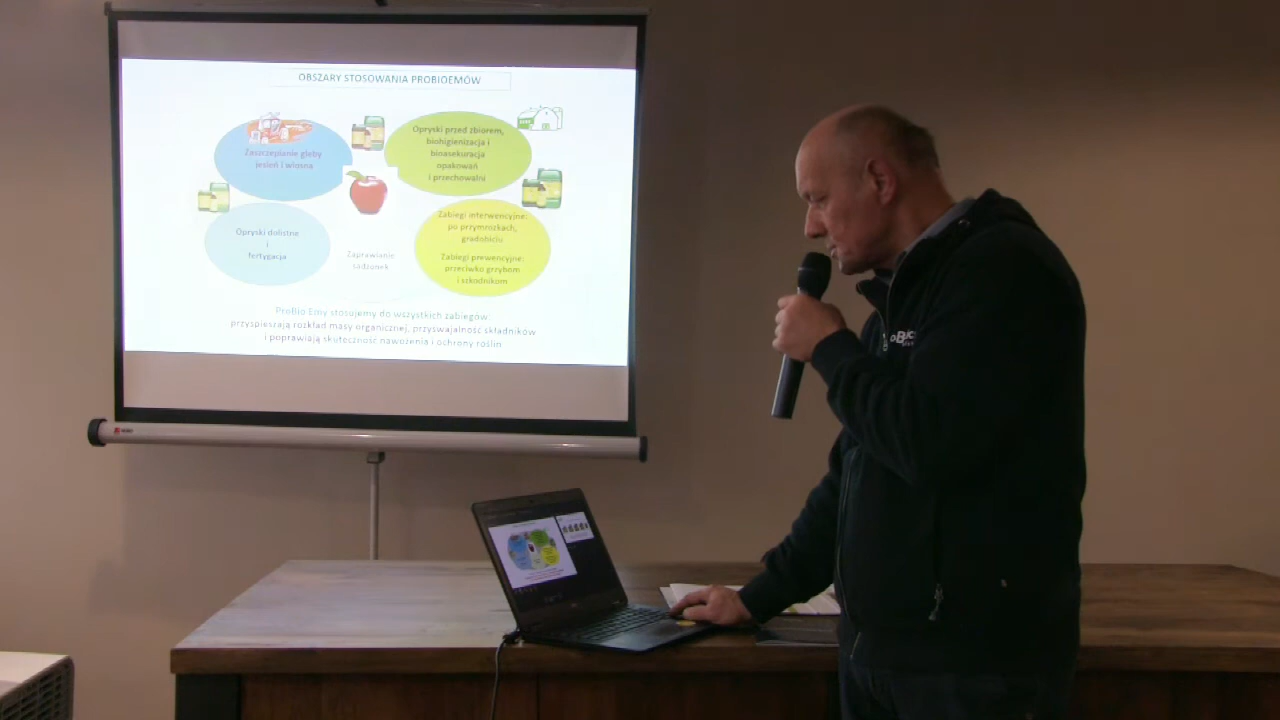 OBSZARY STOSOWANIA PROBIOEMÓW
Zaszczepianie gleby
jesień i wiosna
Opryski przed zbiorem,
biohigienizacja i
bioasekuracja
opakowań
i przechowalni
Opryski dolistne
i
fertygacja
Zaprawianie
sadzonek
Zabiegi interwencyjne:
po przymrozkach,
gradobiciu
Zabiegi prewencyjne:
przeciwko grzybom
i szkodnikom
ProBio Emy stosujemy do wszystkich zabiegów:
przyspieszają rozkład masy organicznej, przyswajalność składników
i poprawiają skuteczność nawożenia i ochrony roślin